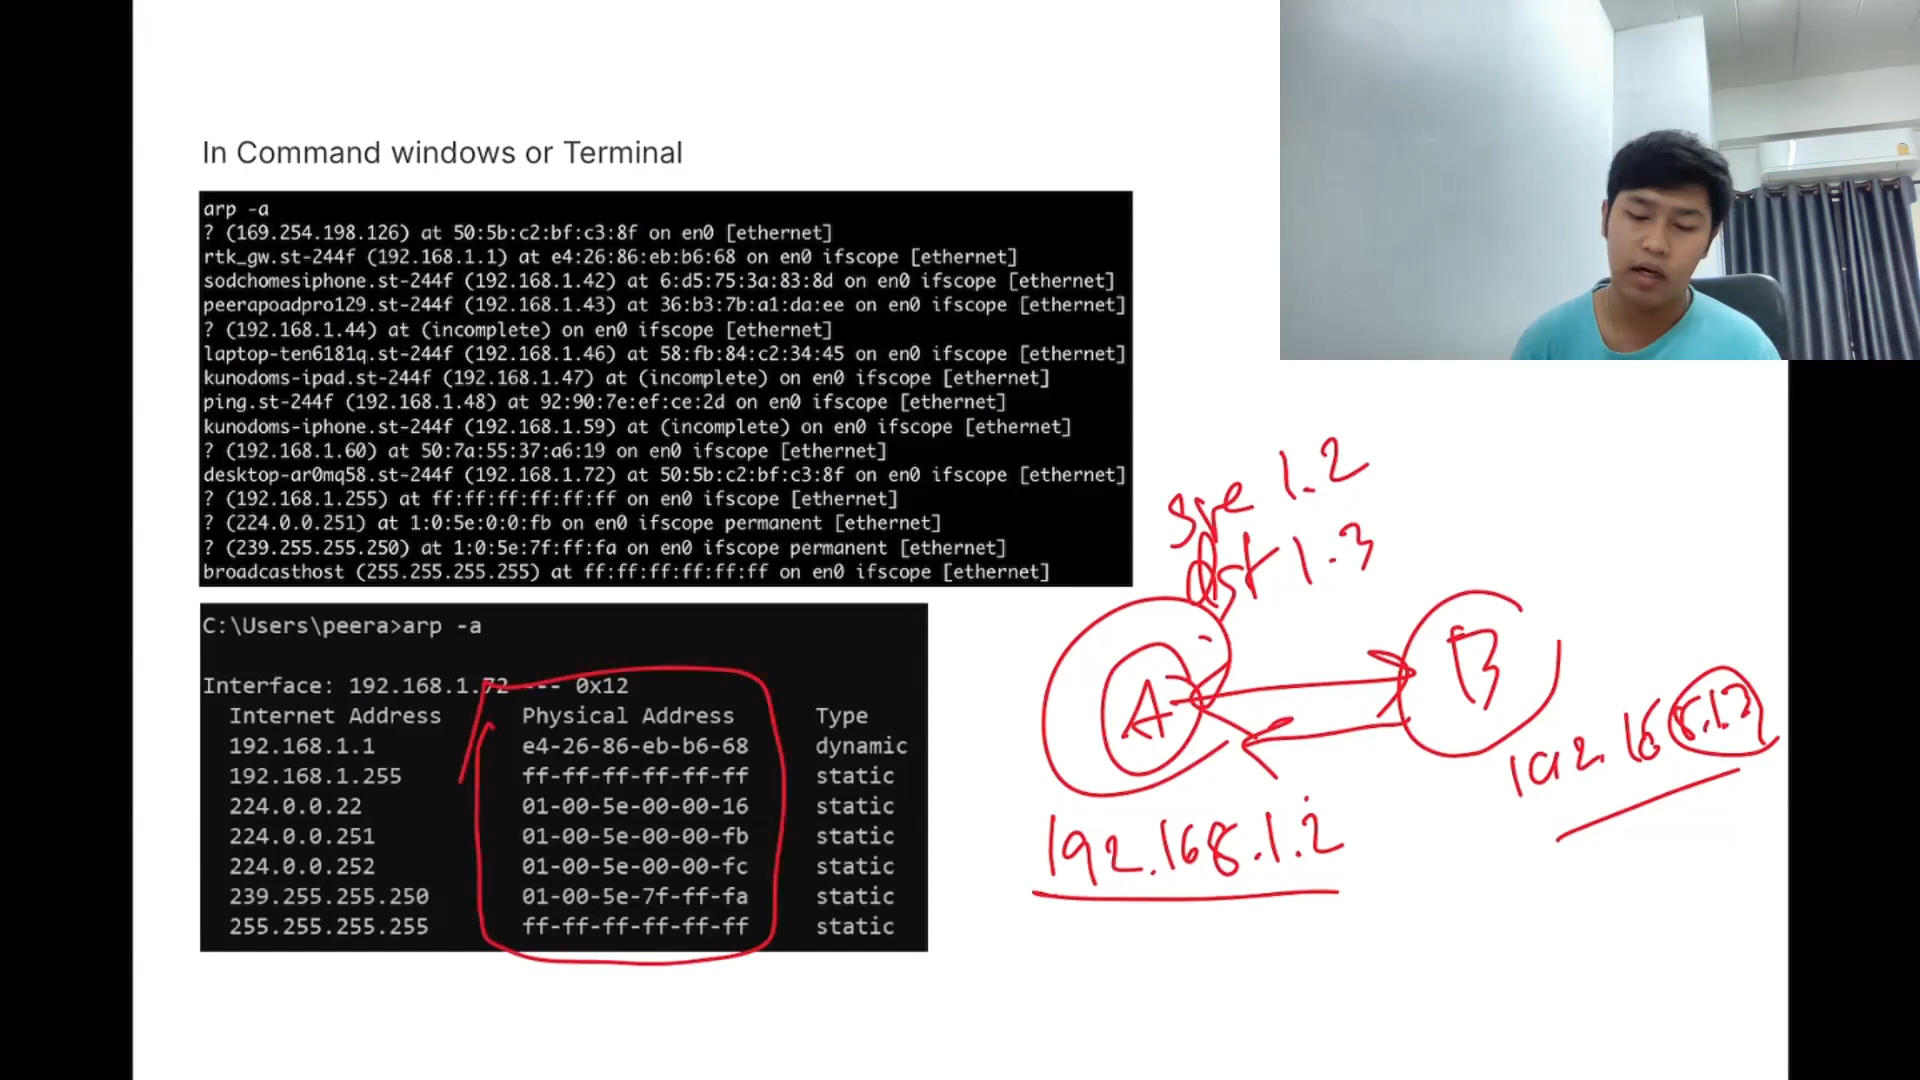 In Command windows or Terminal
arp -a
? (169.254.198.126) at 50:5b:c2:bf:c3:8f on en0 [ethernet]
rtk_gw.st-244f (192.168.1.1) at e4:26:86:eb:b6:68 on en0 ifscope [ethernet]
sodchomesiphone.st-244f (192.168.1.42) at 6:d5:75:3a:83:8d on en0 ifscope [ethernet]
peerapoadpro129.st-244f (192.168.1.43) at 36:b3:7b:a1:da:ee on en0 ifscope [ethernet]
? (192.168.1.44) at (incomplete) on en0 ifscope [ethernet]
laptop-ten6181q.st-244f (192.168.1.46) at 58:fb:84:c2:34:45 on en0 ifscope [ethernet]
kunodoms-ipad.st-244f (192.168.1.47) at (incomplete) on en0 ifscope [ethernet]
ping.st-244f (192.168.1.48) at 92:90:7e:ef:ce:2d on en0 ifscope [ethernet]
kunodoms-iphone.st-244f (192.168.1.59) at (incomplete) on en0 ifscope [ethernet]
? (192.168.1.60) at 50:7a:55:37:a6:19 on en0 ifscope [ethernet]
desktop-ar0mq58.st-244f (192.168.1.72) at 50:5b:c2:bf:c3:8f on en0 ifscope [ethernet]
? (192.168.1.255) at ff:ff:ff:ff:ff:ff on en0 ifscope [ethernet]
? (224.0.0.251) at 1:0:5e:0:0:fb on en0 ifscope permanent [ethernet]
? (239.255.255.250) at 1:0:5e:7f:ff:fa on en0 ifscope permanent [ethernet]
broadcasthost (255.255.255.255) at ff:ff:ff:ff:ff:ff on en0 ifscope [ethernet]
C:\Users\peera>arp -a
Interface: 192.168.1.72 --- 0x12
Internet Address Physical Address Type
192.168.1.1 e4-26-86-eb-b6-68 dynamic
192.168.1.255 ff-ff-ff-ff-ff-ff static
224.0.0.22 01-00-5e-00-00-16 static
224.0.0.251 01-00-5e-00-00-fb static
224.0.0.252 01-00-5e-00-00-fc static
239.255.255.250 01-00-5e-7f-ff-fa static
255.255.255.255 ff-ff-ff-ff-ff-ff static
1.2
dst 1.3
A
B
192.168.1.2